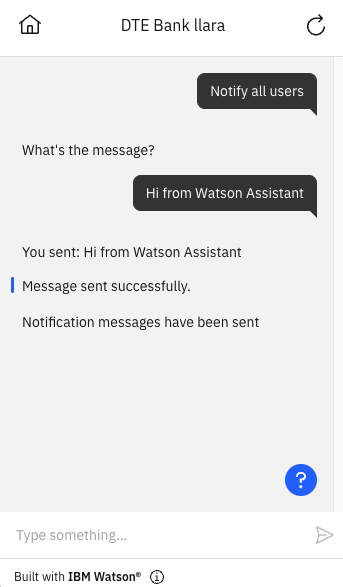 DTE Bank llara
Notify all users
What's the message?
Hi from Watson Assistant
You sent: Hi from Watson Assistant
Message sent successfully.
Notification messages have been sent
?
Type something...
Built with IBM Watson®